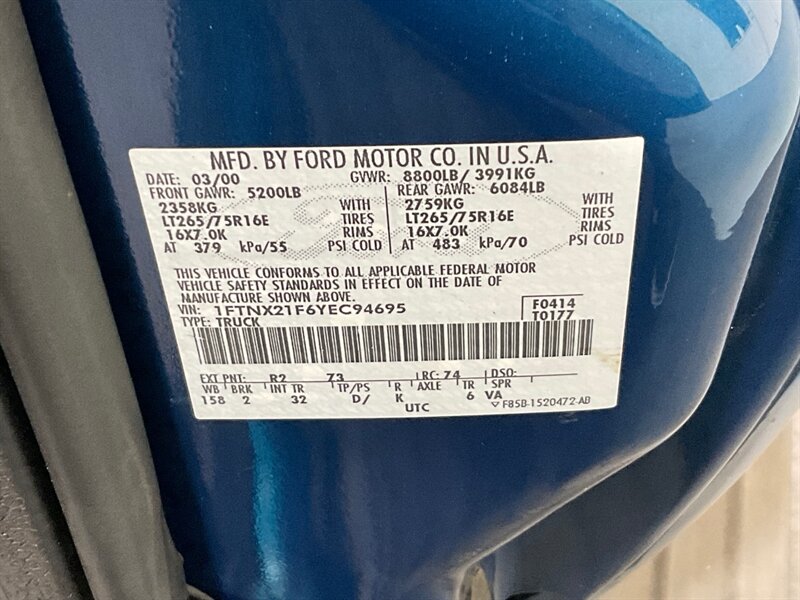 MFD. BY FORD MOTOR CO. IN U.S.A.
DATE: 03/00 GVWR: 8800LB/ 3991KG
FRONT GAWR: 5200LB REAR GAWR: 6084LB
2358KG WITH 2759KG WITH
LT265/75R16E TIRES LT265/75R16E TIRES
16X7.0K RIMS 16X7.0K RIMS
AT 379 kPa/55 PSI COLD AT 483 kPa/70 PSI COLD
THIS VEHICLE CONFORMS TO ALL APPLICABLE FEDERAL MOTOR
VEHICLE SAFETY STANDARDS IN EFFECT ON THE DATE OF
MANUFACTURE SHOWN ABOVE.
VIN: 1FTNX21F6YEC94695 F0414
TYPE: TRUCK T0177
EXT PNT: R2 73 RC: 74 DSO:
WB BRK INT TR TP/PS R AXLE TR SPR
158 2 32 D/ K 6 VA
UTC F85B-1520472-AB